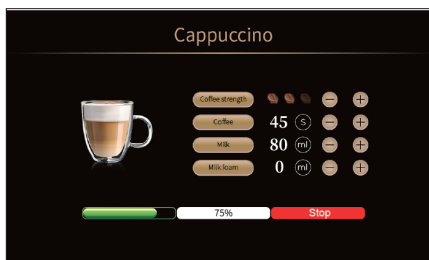 Cappuccino
Coffee strength
Coffee 45 S
Milk 80 ml
Milk foam 0 ml
75% Stop